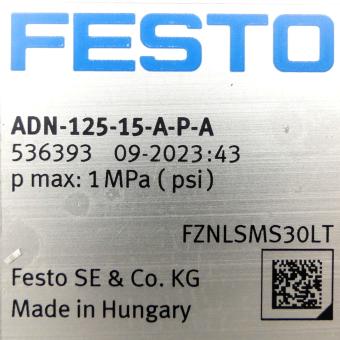 FESTO
ADN-125-15-A-P-A
536393 09-2023:43
p max: 1 MPa ( psi)
FZNLSMS30LT
Festo SE & Co. KG
Made in Hungary